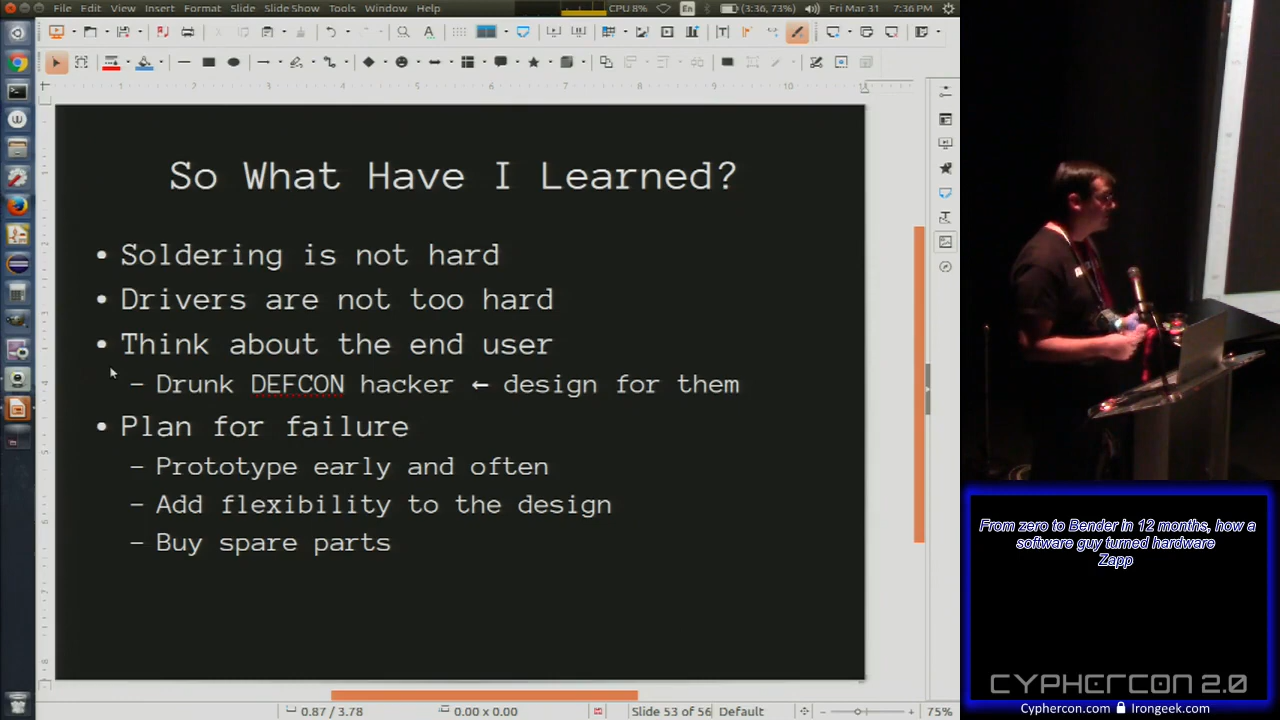 File Edit View Insert Format Slide Slide Show Tools Window Help
CPU 8% En (3:36, 73%) Fri Mar 31 7:36 PM
So What Have I Learned?
• Soldering is not hard
• Drivers are not too hard
• Think about the end user
– Drunk DEFCON hacker ← design for them
• Plan for failure
– Prototype early and often
– Add flexibility to the design
– Buy spare parts
0.87 / 3.78 0.00 x 0.00 Slide 53 of 56 Default 75%
From zero to Bender in 12 months, how a
software guy turned hardware
Zapp
CYPHERCON 2.0
Cyphercon.com Irongeek.com